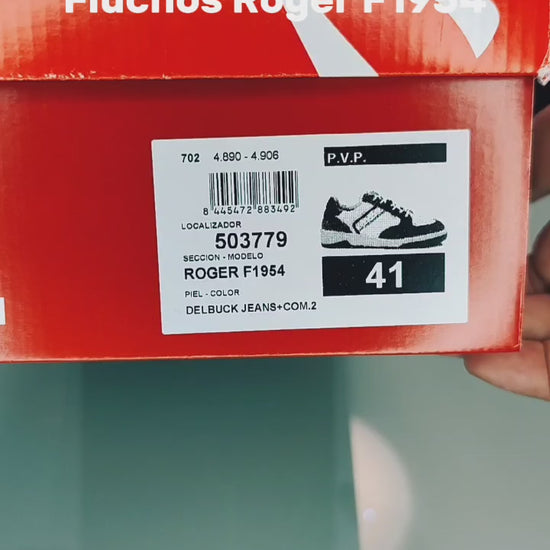 Fluchos Roger F1954
702 4.890 - 4.906
P.V.P.
8 445472 883492
LOCALIZADOR
503779
SECCION - MODELO
ROGER F1954
41
PIEL - COLOR
DELBUCK JEANS+COM.2